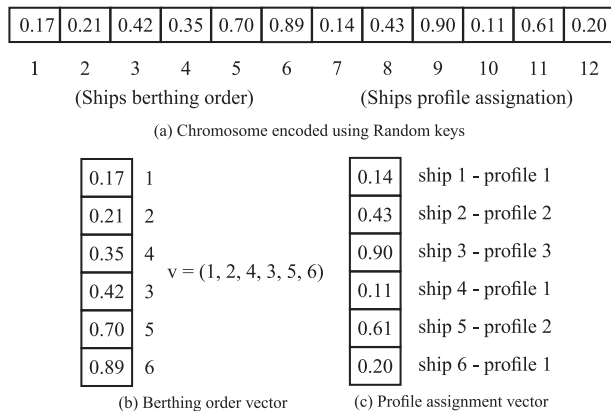 0.17 0.21 0.42 0.35 0.70 0.89 0.14 0.43 0.90 0.11 0.61 0.20
1 2 3 4 5 6 7 8 9 10 11 12
(Ships berthing order) (Ships profile assignation)
(a) Chromosome encoded using Random keys
0.17 1
0.21 2
0.35 4
0.42 3
0.70 5
0.89 6
v = (1, 2, 4, 3, 5, 6)
(b) Berthing order vector
0.14 ship 1 - profile 1
0.43 ship 2 - profile 2
0.90 ship 3 - profile 3
0.11 ship 4 - profile 1
0.61 ship 5 - profile 2
0.20 ship 6 - profile 1
(c) Profile assignment vector